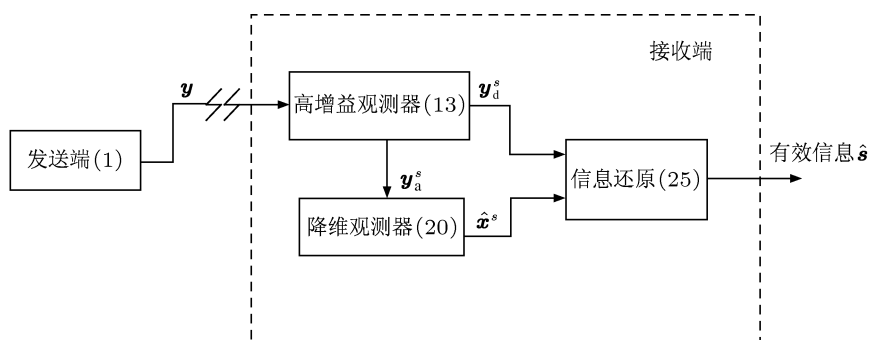 接收端
y
高增益观测器(13)
y_d^s
发送端(1)
有效信息ŝ
信息还原(25)
y_a^s
降维观测器(20)
x̂^s